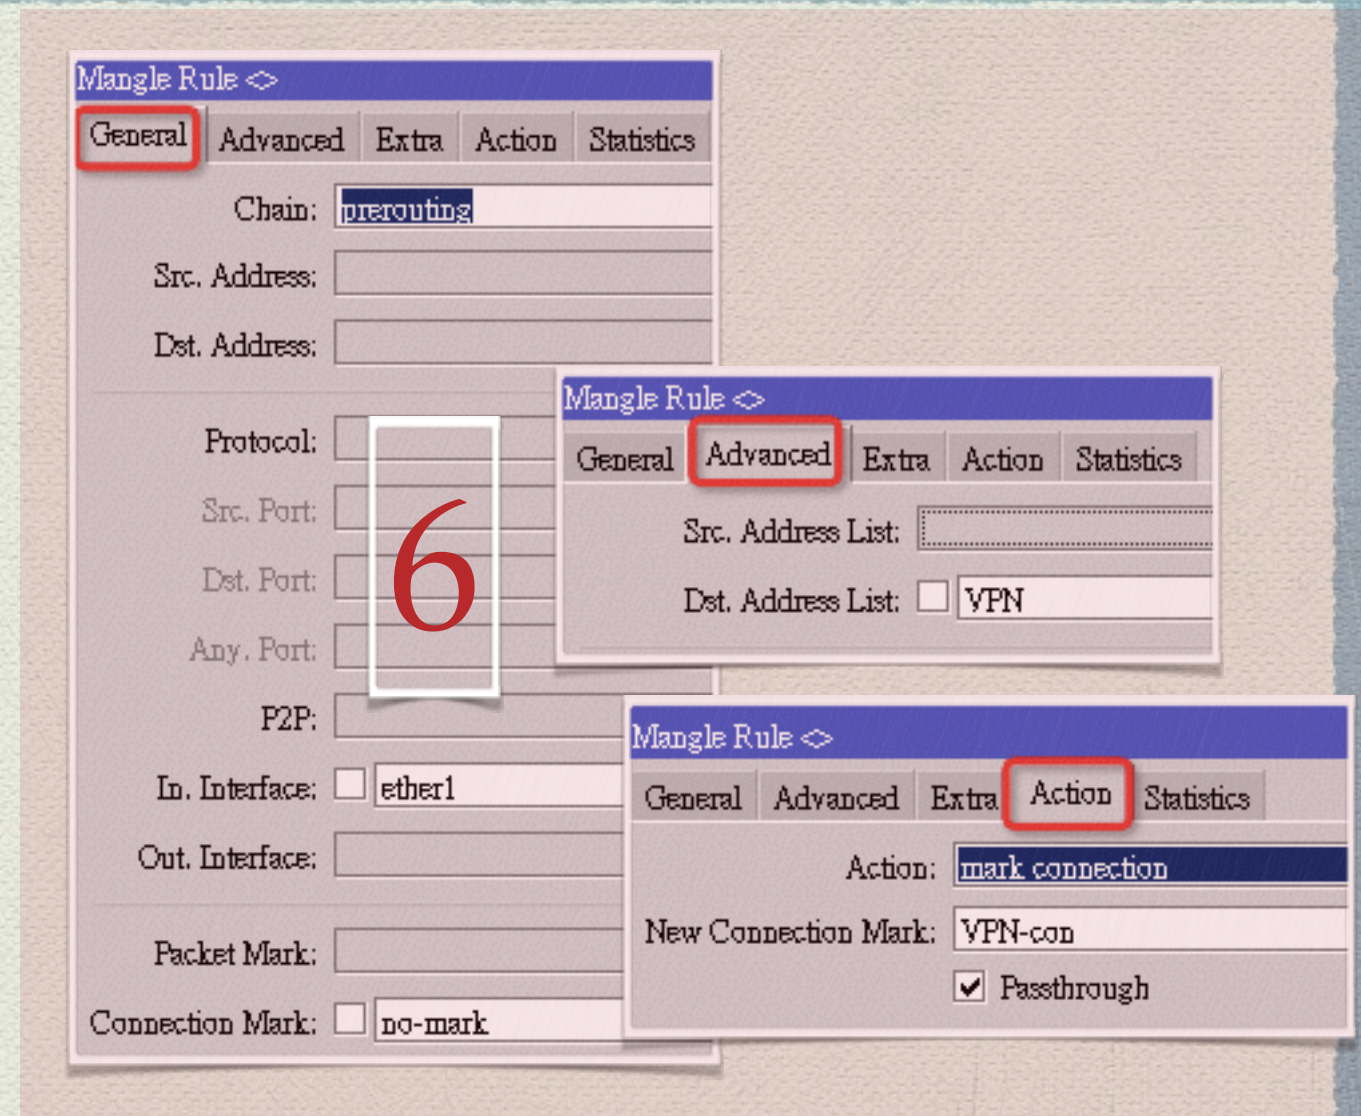 Mangle Rule <>
General Advanced Extra Action Statistics
Chain: prerouting
Src. Address:
Dst. Address:
Protocol:
Src. Port:
Dst. Port:
Any. Port:
P2P:
In. Interface: ether1
Out. Interface:
Packet Mark:
Connection Mark: no-mark
6
Mangle Rule <>
General Advanced Extra Action Statistics
Src. Address List:
Dst. Address List: VPN
Mangle Rule <>
General Advanced Extra Action Statistics
Action: mark connection
New Connection Mark: VPN-con
Passthrough